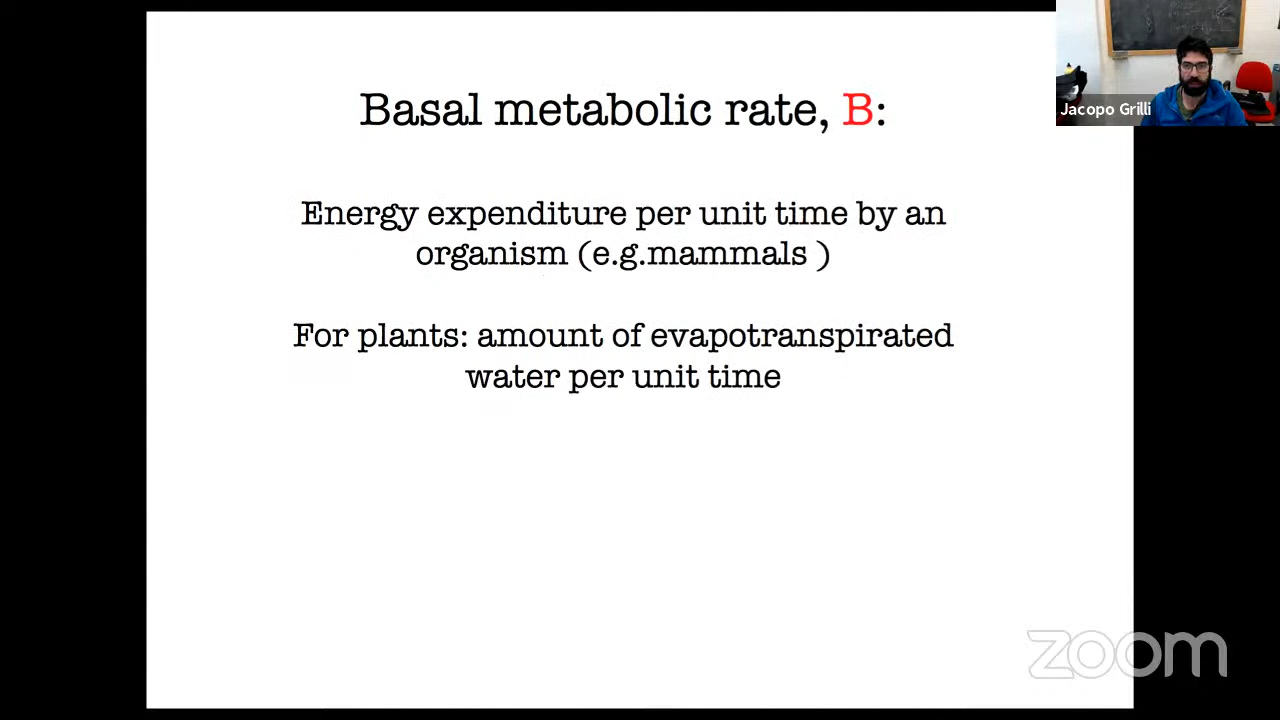 Basal metabolic rate, B:
Energy expenditure per unit time by an
organism (e.g.mammals )
For plants: amount of evapotranspirated
water per unit time
Jacopo Grilli
zoom